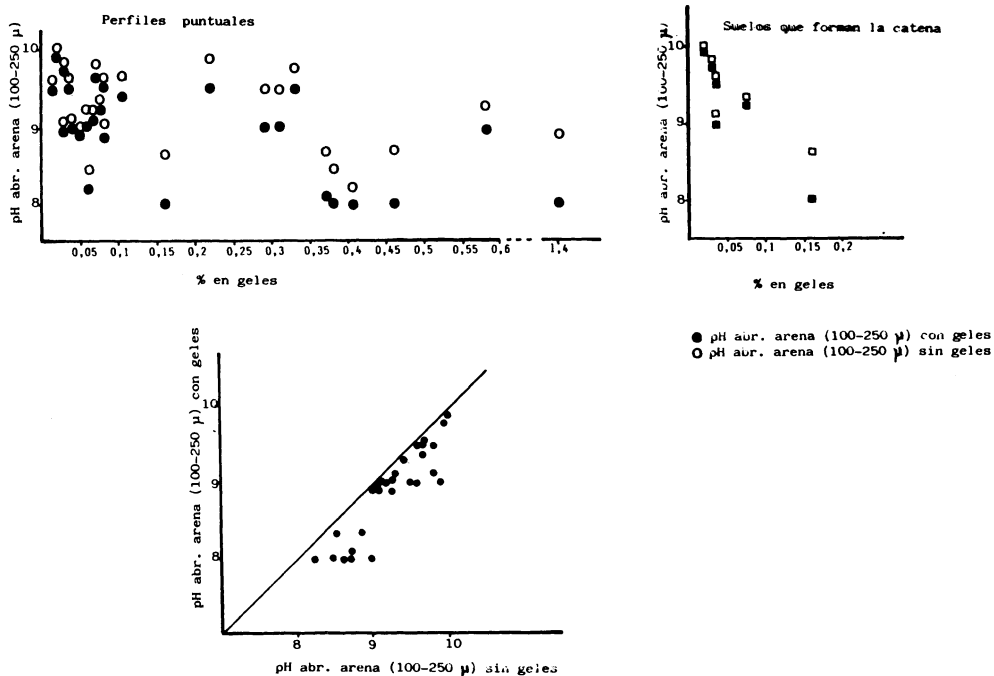 Perfiles puntuales
pH abr. arena (100-250 µ)
10
9
8
0,05 0,1 0,15 0,2 0,25 0,3 0,35 0,4 0,45 0,5 0,55 0,6 1,4
% en geles
Suelos que forman la catena
pH abr. arena (100-250 µ)
10
9
8
0,05 0,1 0,15 0,2
% en geles
● pH abr. arena (100-250 µ) con geles
○ pH abr. arena (100-250 µ) sin geles
pH abr. arena (100-250 µ) con geles
10
9
8
8 9 10
pH abr. arena (100-250 µ) sin geles